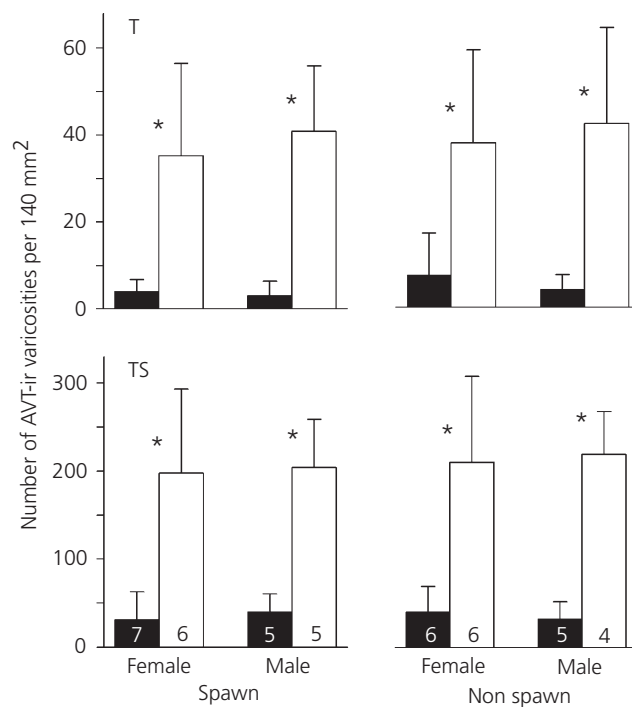 T
60
*
*
*
*
40
20
0
Number of AVT-ir varicosities per 140 mm²
TS
300
*
*
*
*
200
100
0
7 6 5 5 6 6 5 4
Female Male Female Male
Spawn Non spawn